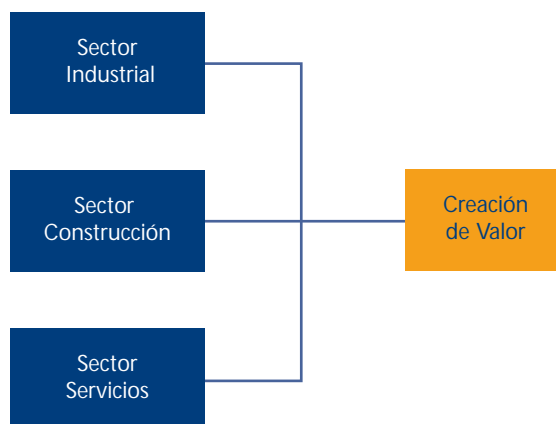 Sector
Industrial
Sector
Construcción
Creación
de Valor
Sector
Servicios